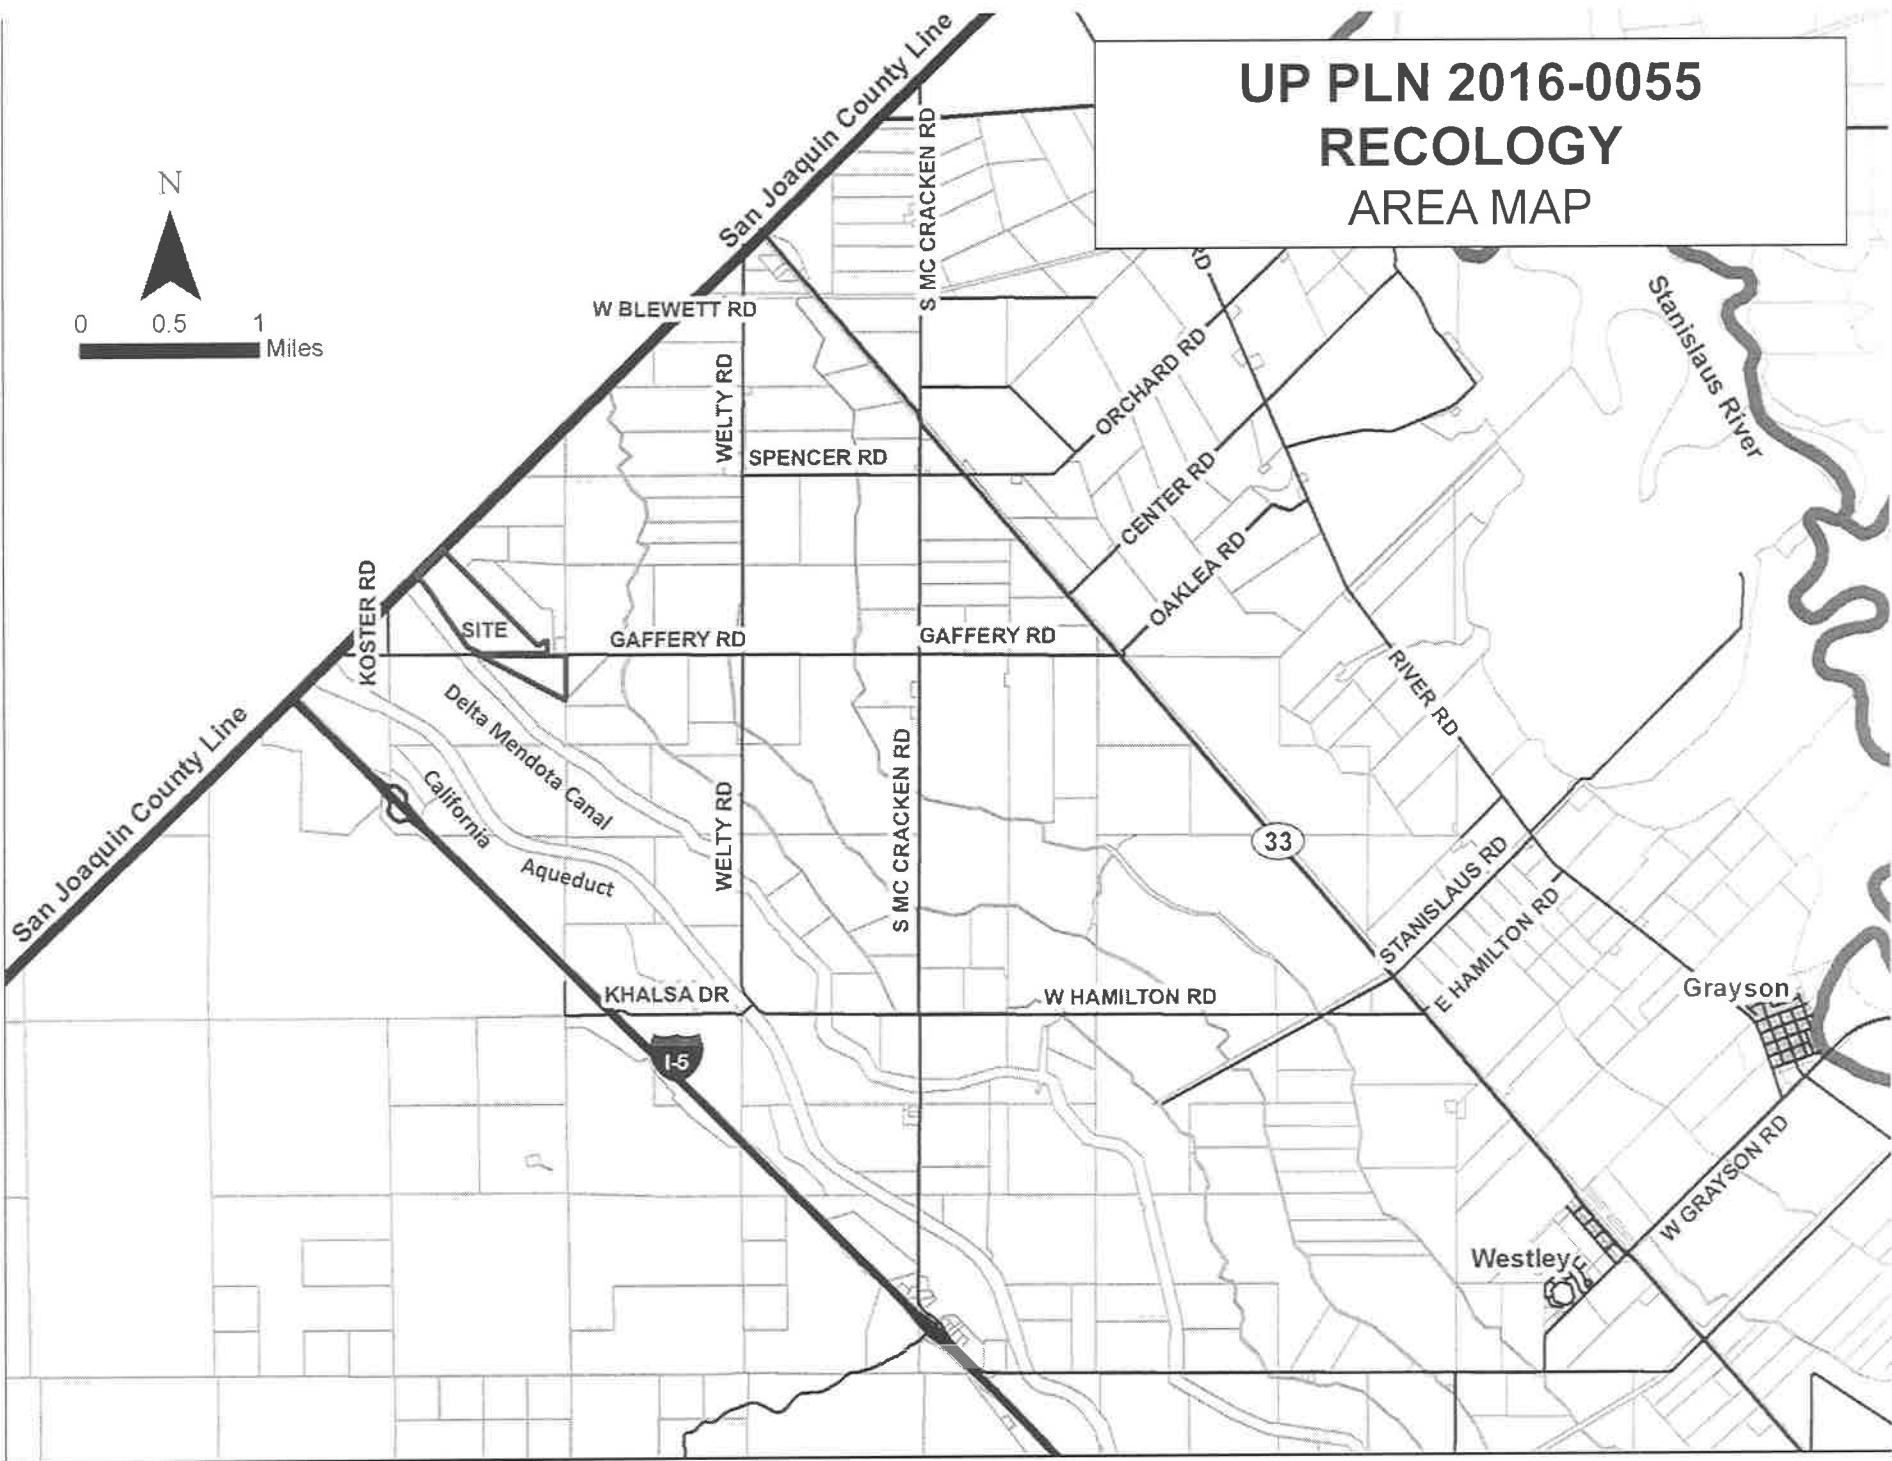 UP PLN 2016-0055
RECOLOGY
AREA MAP
N
0 0.5 1
Miles
San Joaquin County Line
S MC CRACKEN RD
W BLEWETT RD
RD
Stanislaus River
WELTY RD
ORCHARD RD
SPENCER RD
CENTER RD
OAKLEA RD
KOSTER RD
SITE
GAFFERY RD
GAFFERY RD
RIVER RD
San Joaquin County Line
Delta Mendota Canal
California
Aqueduct
WELTY RD
S MC CRACKEN RD
33
STANISLAUS RD
E HAMILTON RD
KHALSA DR
W HAMILTON RD
Grayson
I-5
W GRAYSON RD
Westley